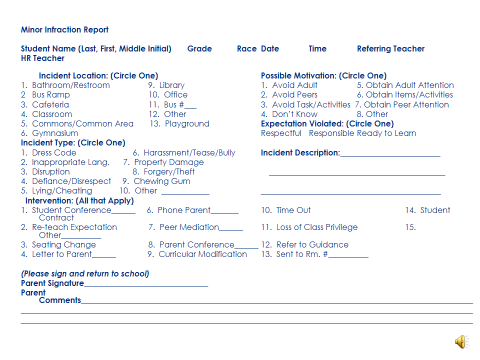 Minor Infraction Report
Student Name (Last, First, Middle Initial) Grade Race Date Time Referring Teacher
HR Teacher
Incident Location: (Circle One) Possible Motivation: (Circle One)
1. Bathroom/Restroom 9. Library 1. Avoid Adult 5. Obtain Adult Attention
2 Bus Ramp 10. Office 2. Avoid Peers 6. Obtain Items/Activities
3. Cafeteria 11. Bus #___ 3. Avoid Task/Activities 7. Obtain Peer Attention
4. Classroom 12. Other 4. Don't Know 8. Other
5. Commons/Common Area 13. Playground Expectation Violated: (Circle One)
6. Gymnasium Respectful Responsible Ready to Learn
Incident Type: (Circle One)
1. Dress Code 6. Harassment/Tease/Bully Incident Description:_______________________
2. Inappropriate Lang. 7. Property Damage
3. Disruption 8. Forgery/Theft
4. Defiance/Disrespect 9. Chewing Gum
5. Lying/Cheating 10. Other ___________
Intervention: (All that Apply)
1. Student Conference______ 6. Phone Parent_______ 10. Time Out 14. Student
Contract
2. Re-teach Expectation 7. Peer Mediation______ 11. Loss of Class Privilege 15.
Other__________
3. Seating Change 8. Parent Conference______ 12. Refer to Guidance
4. Letter to Parent______ 9. Curricular Modification 13. Sent to Rm. #__________
(Please sign and return to school)
Parent Signature______________________________
Parent
Comments______________________________